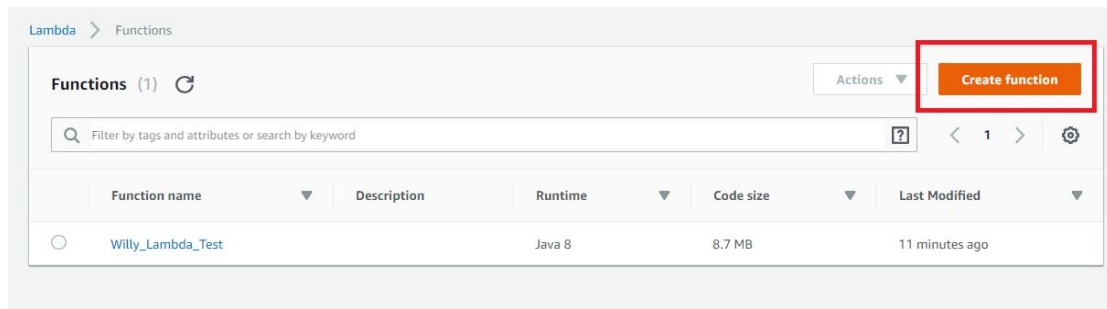 Lambda > Functions
Functions (1) Actions Create function
Filter by tags and attributes or search by keyword ? < 1 >
Function name Description Runtime Code size Last Modified
Willy_Lambda_Test Java 8 8.7 MB 11 minutes ago